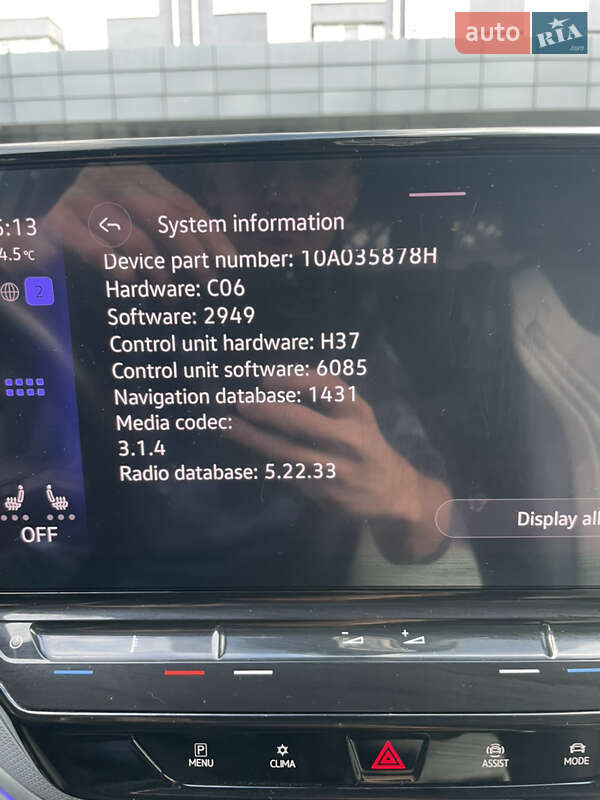 auto RIA .com
5:13
System information
4.5°C
Device part number: 10A035878H
2
Hardware: C06
Software: 2949
Control unit hardware: H37
Control unit software: 6085
Navigation database: 1431
Media codec:
3.1.4
Radio database: 5.22.33
Display all
OFF
- +
P
MENU
CLIMA
ASSIST
MODE